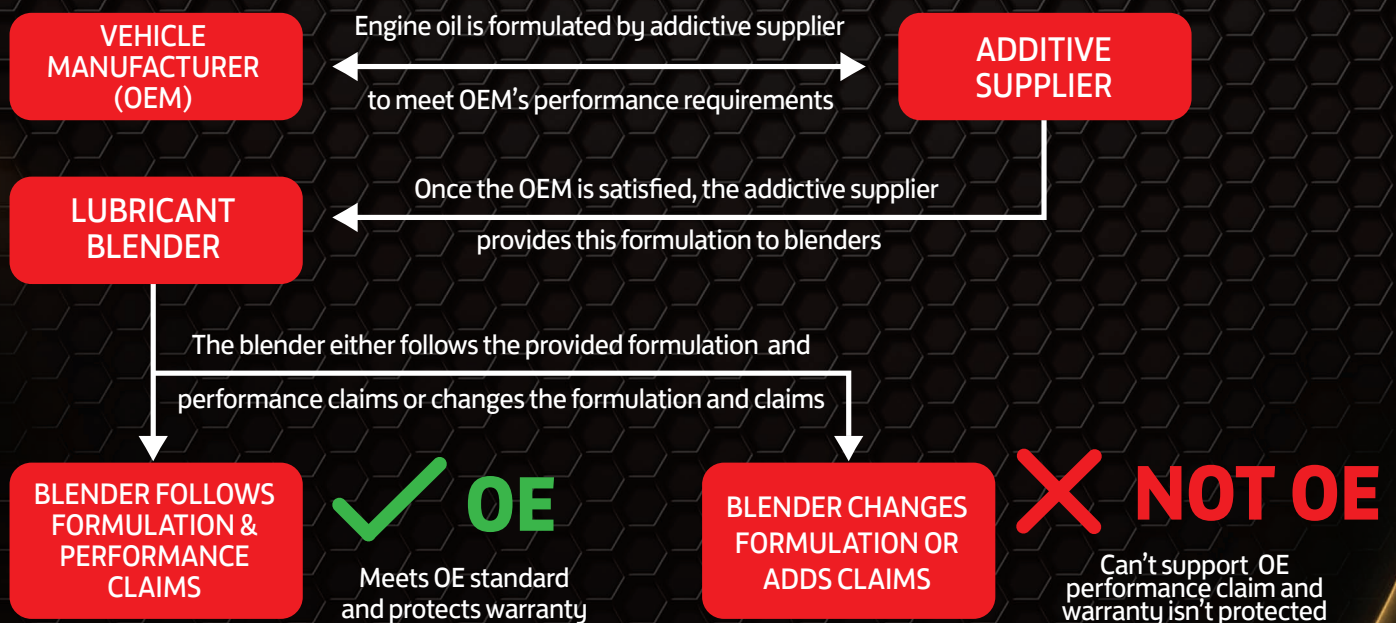 VEHICLE
MANUFACTURER
(OEM)
Engine oil is formulated by addictive supplier
to meet OEM's performance requirements
ADDITIVE
SUPPLIER
LUBRICANT
BLENDER
Once the OEM is satisfied, the addictive supplier
provides this formulation to blenders
The blender either follows the provided formulation and
performance claims or changes the formulation and claims
BLENDER FOLLOWS
FORMULATION &
PERFORMANCE
CLAIMS
OE
Meets OE standard
and protects warranty
BLENDER CHANGES
FORMULATION OR
ADDS CLAIMS
NOT OE
Can't support OE
performance claim and
warranty isn't protected